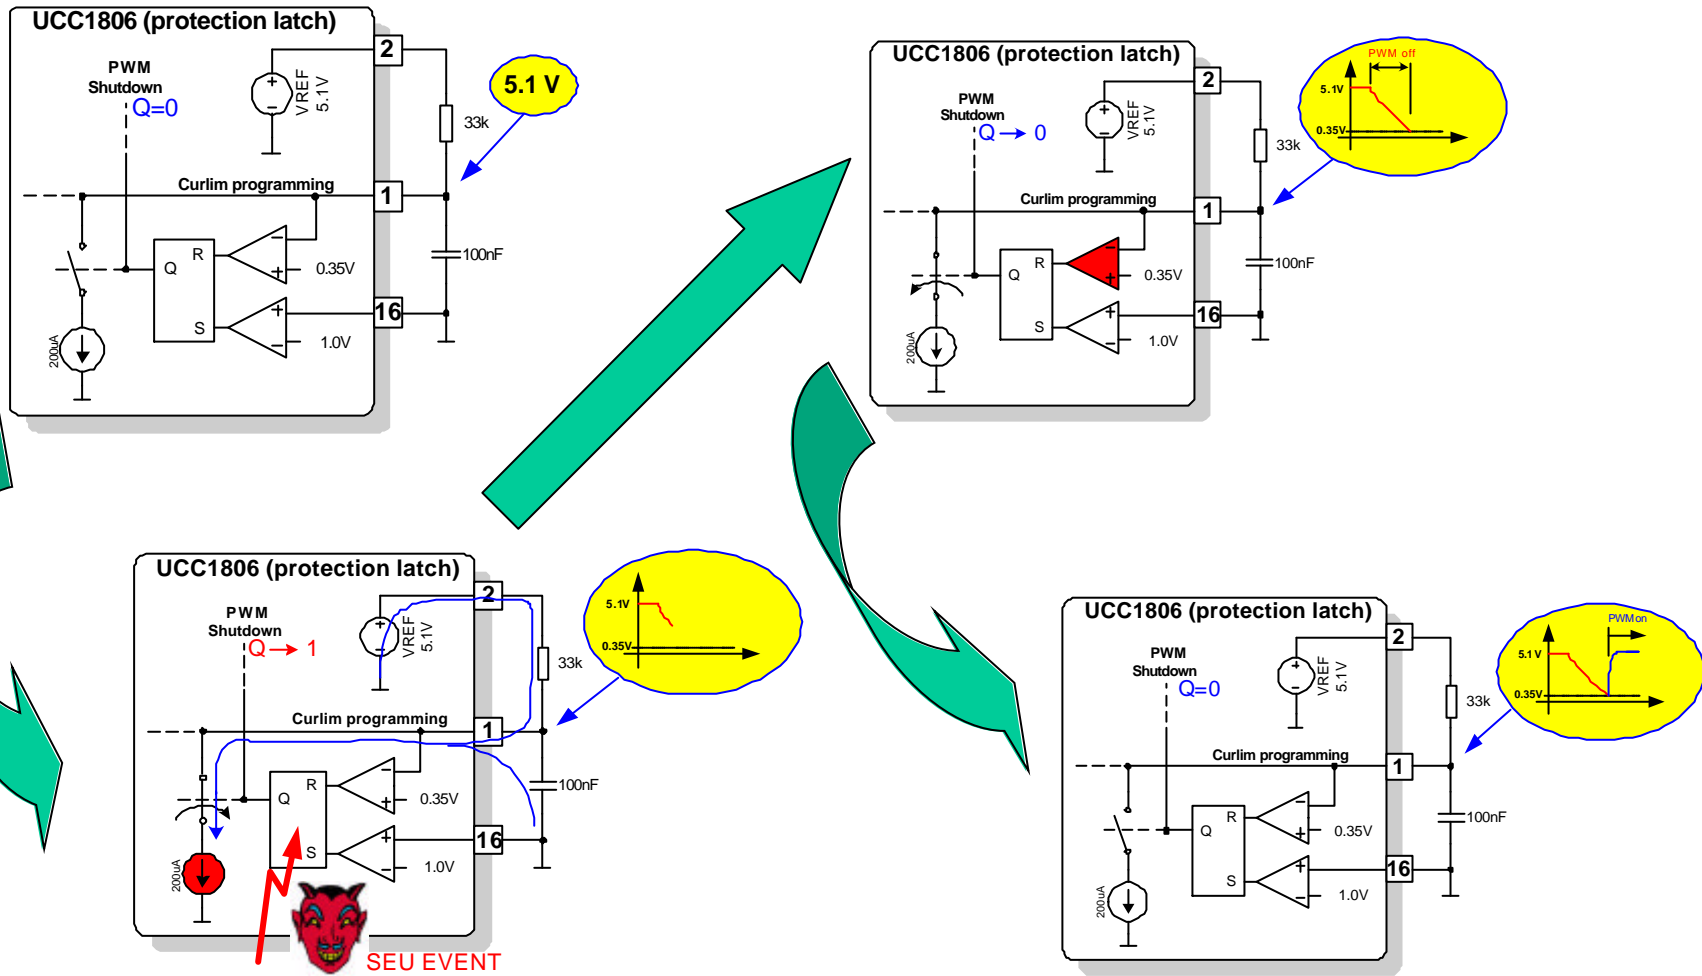 UCC1806 (protection latch)
PWM
Shutdown
Q=0
VREF
5.1V
2
5.1 V
33k
Curlim programming
1
Q
R
S
0.35V
1.0V
100nF
16
200uA
UCC1806 (protection latch)
PWM
Shutdown
Q → 0
VREF
5.1V
2
PWM off
5.1V
0.35V
33k
Curlim programming
1
Q
R
S
0.35V
1.0V
100nF
16
200uA
UCC1806 (protection latch)
PWM
Shutdown
Q → 1
VREF
5.1V
2
5.1V
0.35V
33k
Curlim programming
1
Q
R
S
0.35V
1.0V
100nF
16
200uA
SEU EVENT
UCC1806 (protection latch)
PWM
Shutdown
Q=0
VREF
5.1V
2
PWMon
5.1 V
0.35V
33k
Curlim programming
1
Q
R
S
0.35V
1.0V
100nF
16
200uA